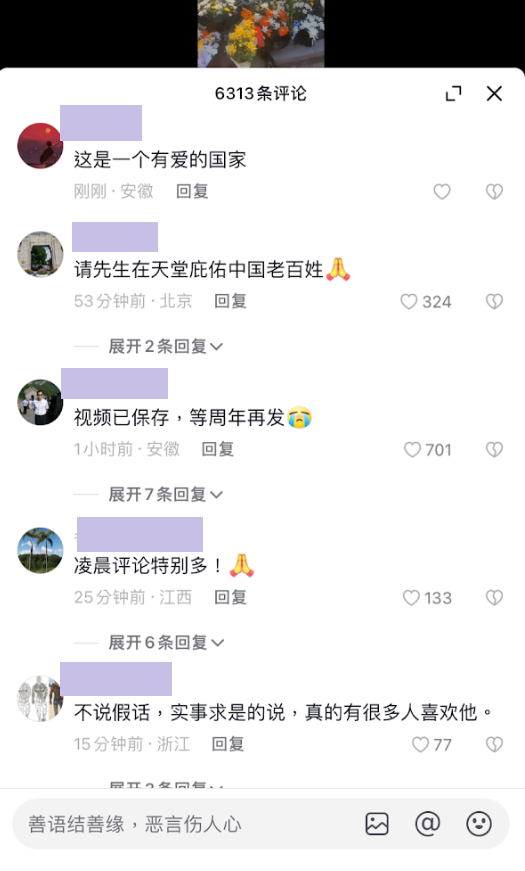 6313条评论
这是一个有爱的国家
刚刚·安徽 回复
请先生在天堂庇佑中国老百姓🙏
53分钟前·北京 回复 324
展开2条回复
视频已保存，等周年再发😭
1小时前·安徽 回复 701
展开7条回复
凌晨评论特别多！🙏
25分钟前·江西 回复 133
展开6条回复
不说假话，实事求是的说，真的有很多人喜欢他。
15分钟前·浙江 回复 77
善语结善缘，恶言伤人心